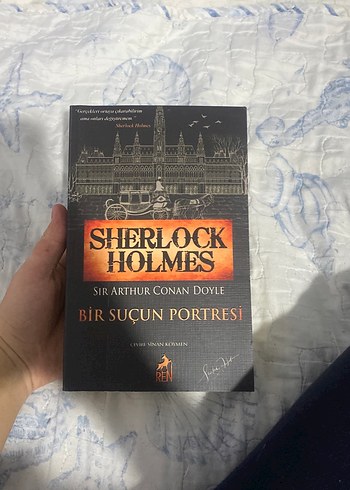 "Gerçekleri ortaya çıkarabilirim
ama onları değiştiremem."
Sherlock Holmes
SHERLOCK
HOLMES
SIR ARTHUR CONAN DOYLE
BİR SUÇUN PORTRESİ
ÇEVİRİ: SİNAN KÖSMEN
REN